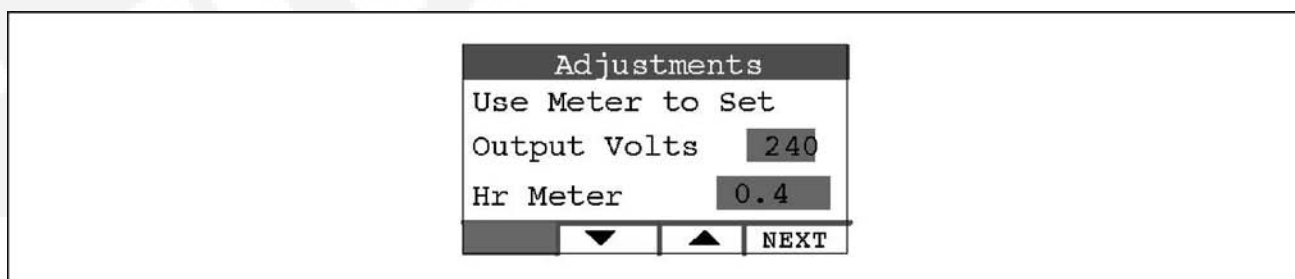 Adjustments
Use Meter to Set
Output Volts 240
Hr Meter 0.4
NEXT